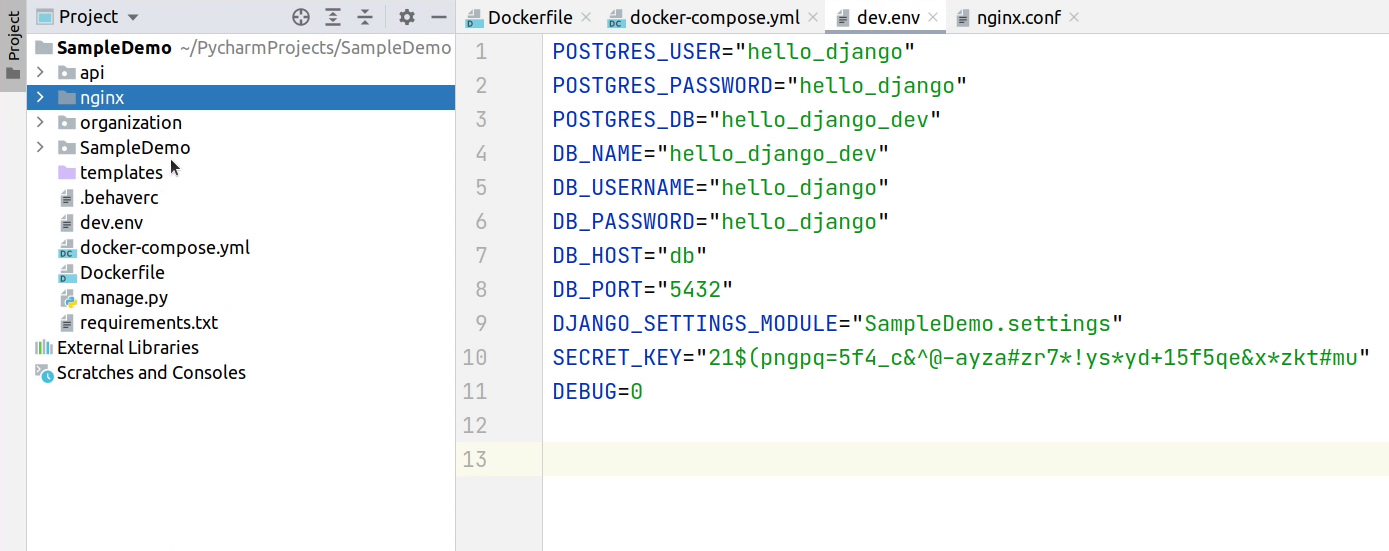 Project
Project
SampleDemo ~/PycharmProjects/SampleDemo
api
nginx
organization
SampleDemo
templates
.behaverc
dev.env
docker-compose.yml
Dockerfile
manage.py
requirements.txt
External Libraries
Scratches and Consoles
Dockerfile docker-compose.yml dev.env nginx.conf
1 POSTGRES_USER="hello_django"
2 POSTGRES_PASSWORD="hello_django"
3 POSTGRES_DB="hello_django_dev"
4 DB_NAME="hello_django_dev"
5 DB_USERNAME="hello_django"
6 DB_PASSWORD="hello_django"
7 DB_HOST="db"
8 DB_PORT="5432"
9 DJANGO_SETTINGS_MODULE="SampleDemo.settings"
10 SECRET_KEY="21$(pngpq=5f4_c&^@-ayza#zr7*!ys*yd+15f5qe&x*zkt#mu"
11 DEBUG=0
12
13